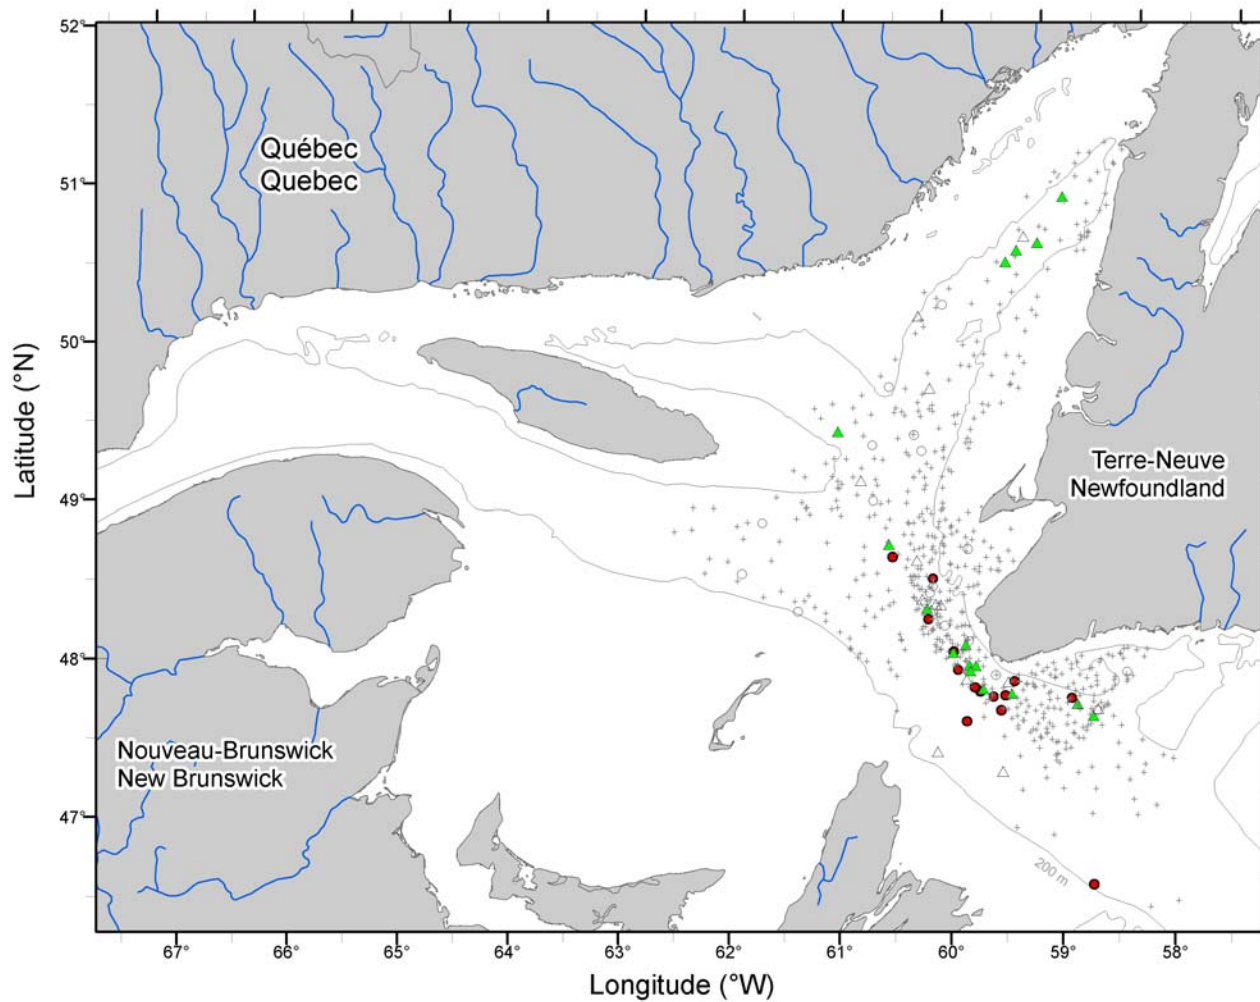 52°
Québec
Quebec
51°
50°
Latitude (°N)
Terre-Neuve
Newfoundland
49°
48°
Nouveau-Brunswick
New Brunswick
47°
200 m
67°
66°
65°
64°
63°
62°
61°
60°
59°
58°
Longitude (°W)